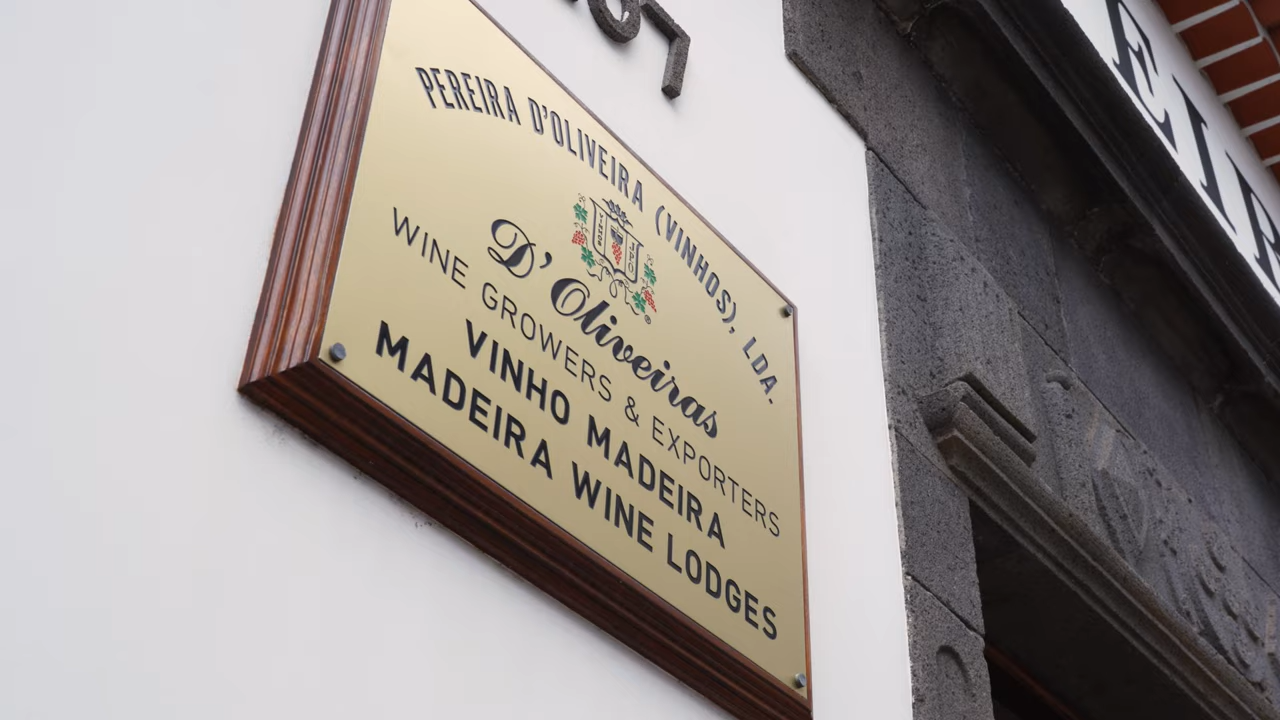 PEREIRA D'OLIVEIRA (VINHOS), LDA.
D'Oliveiras
®
WINE GROWERS & EXPORTERS
VINHO MADEIRA
MADEIRA WINE LODGES